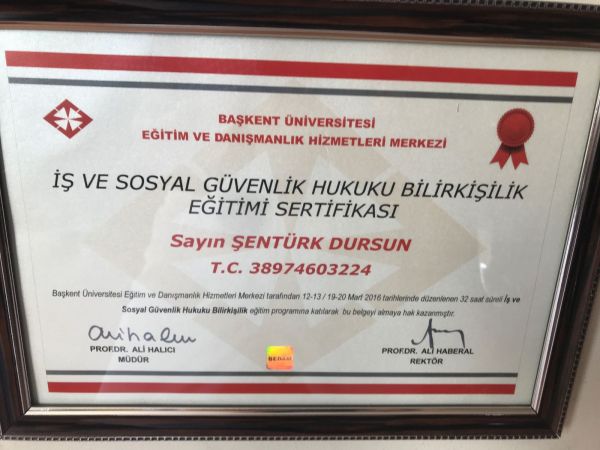 BAŞKENT ÜNİVERSİTESİ
EĞİTİM VE DANIŞMANLIK HİZMETLERİ MERKEZİ
İŞ VE SOSYAL GÜVENLİK HUKUKU BİLİRKİŞİLİK
EĞİTİMİ SERTİFİKASI
Sayın ŞENTÜRK DURSUN
T.C. 38974603224
Başkent Üniversitesi Eğitim ve Danışmanlık Hizmetleri Merkezi tarafından 12-13 / 19-20 Mart 2016 tarihlerinde düzenlenen 32 saat süreli İş ve
Sosyal Güvenlik Hukuku Bilirkişilik eğitim programına katılarak bu belgeyi almaya hak kazanmıştır.
PROF.DR. ALİ HALICI
MÜDÜR
PROF.DR. ALİ HABERAL
REKTÖR